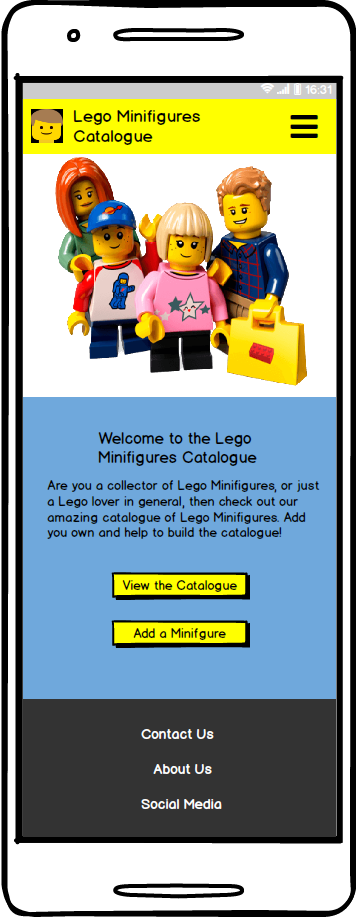 16:31
Lego Minifigures
Catalogue
Welcome to the Lego
Minifigures Catalogue
Are you a collector of Lego Minifigures, or just
a Lego lover in general, then check out our
amazing catalogue of Lego Minifigures. Add
you own and help to build the catalogue!
View the Catalogue
Add a Minifgure
Contact Us
About Us
Social Media